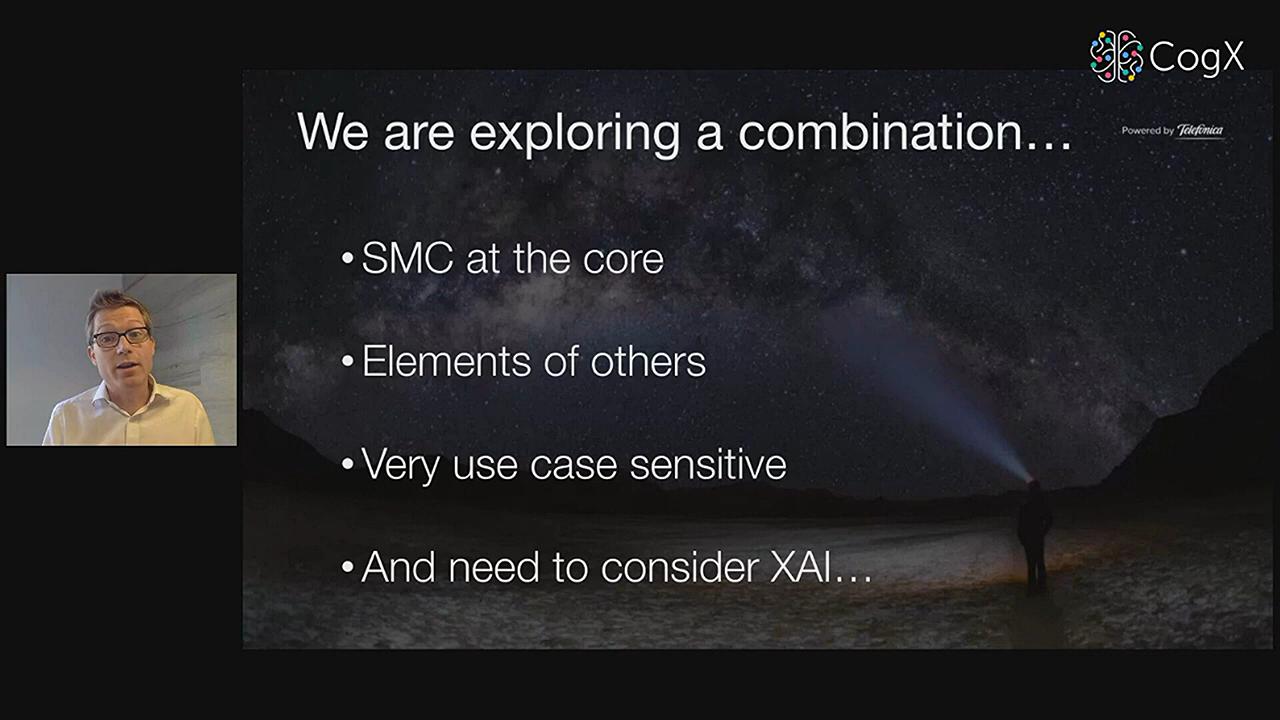 CogX
We are exploring a combination...
Powered by Telefónica
• SMC at the core
• Elements of others
• Very use case sensitive
• And need to consider XAI...